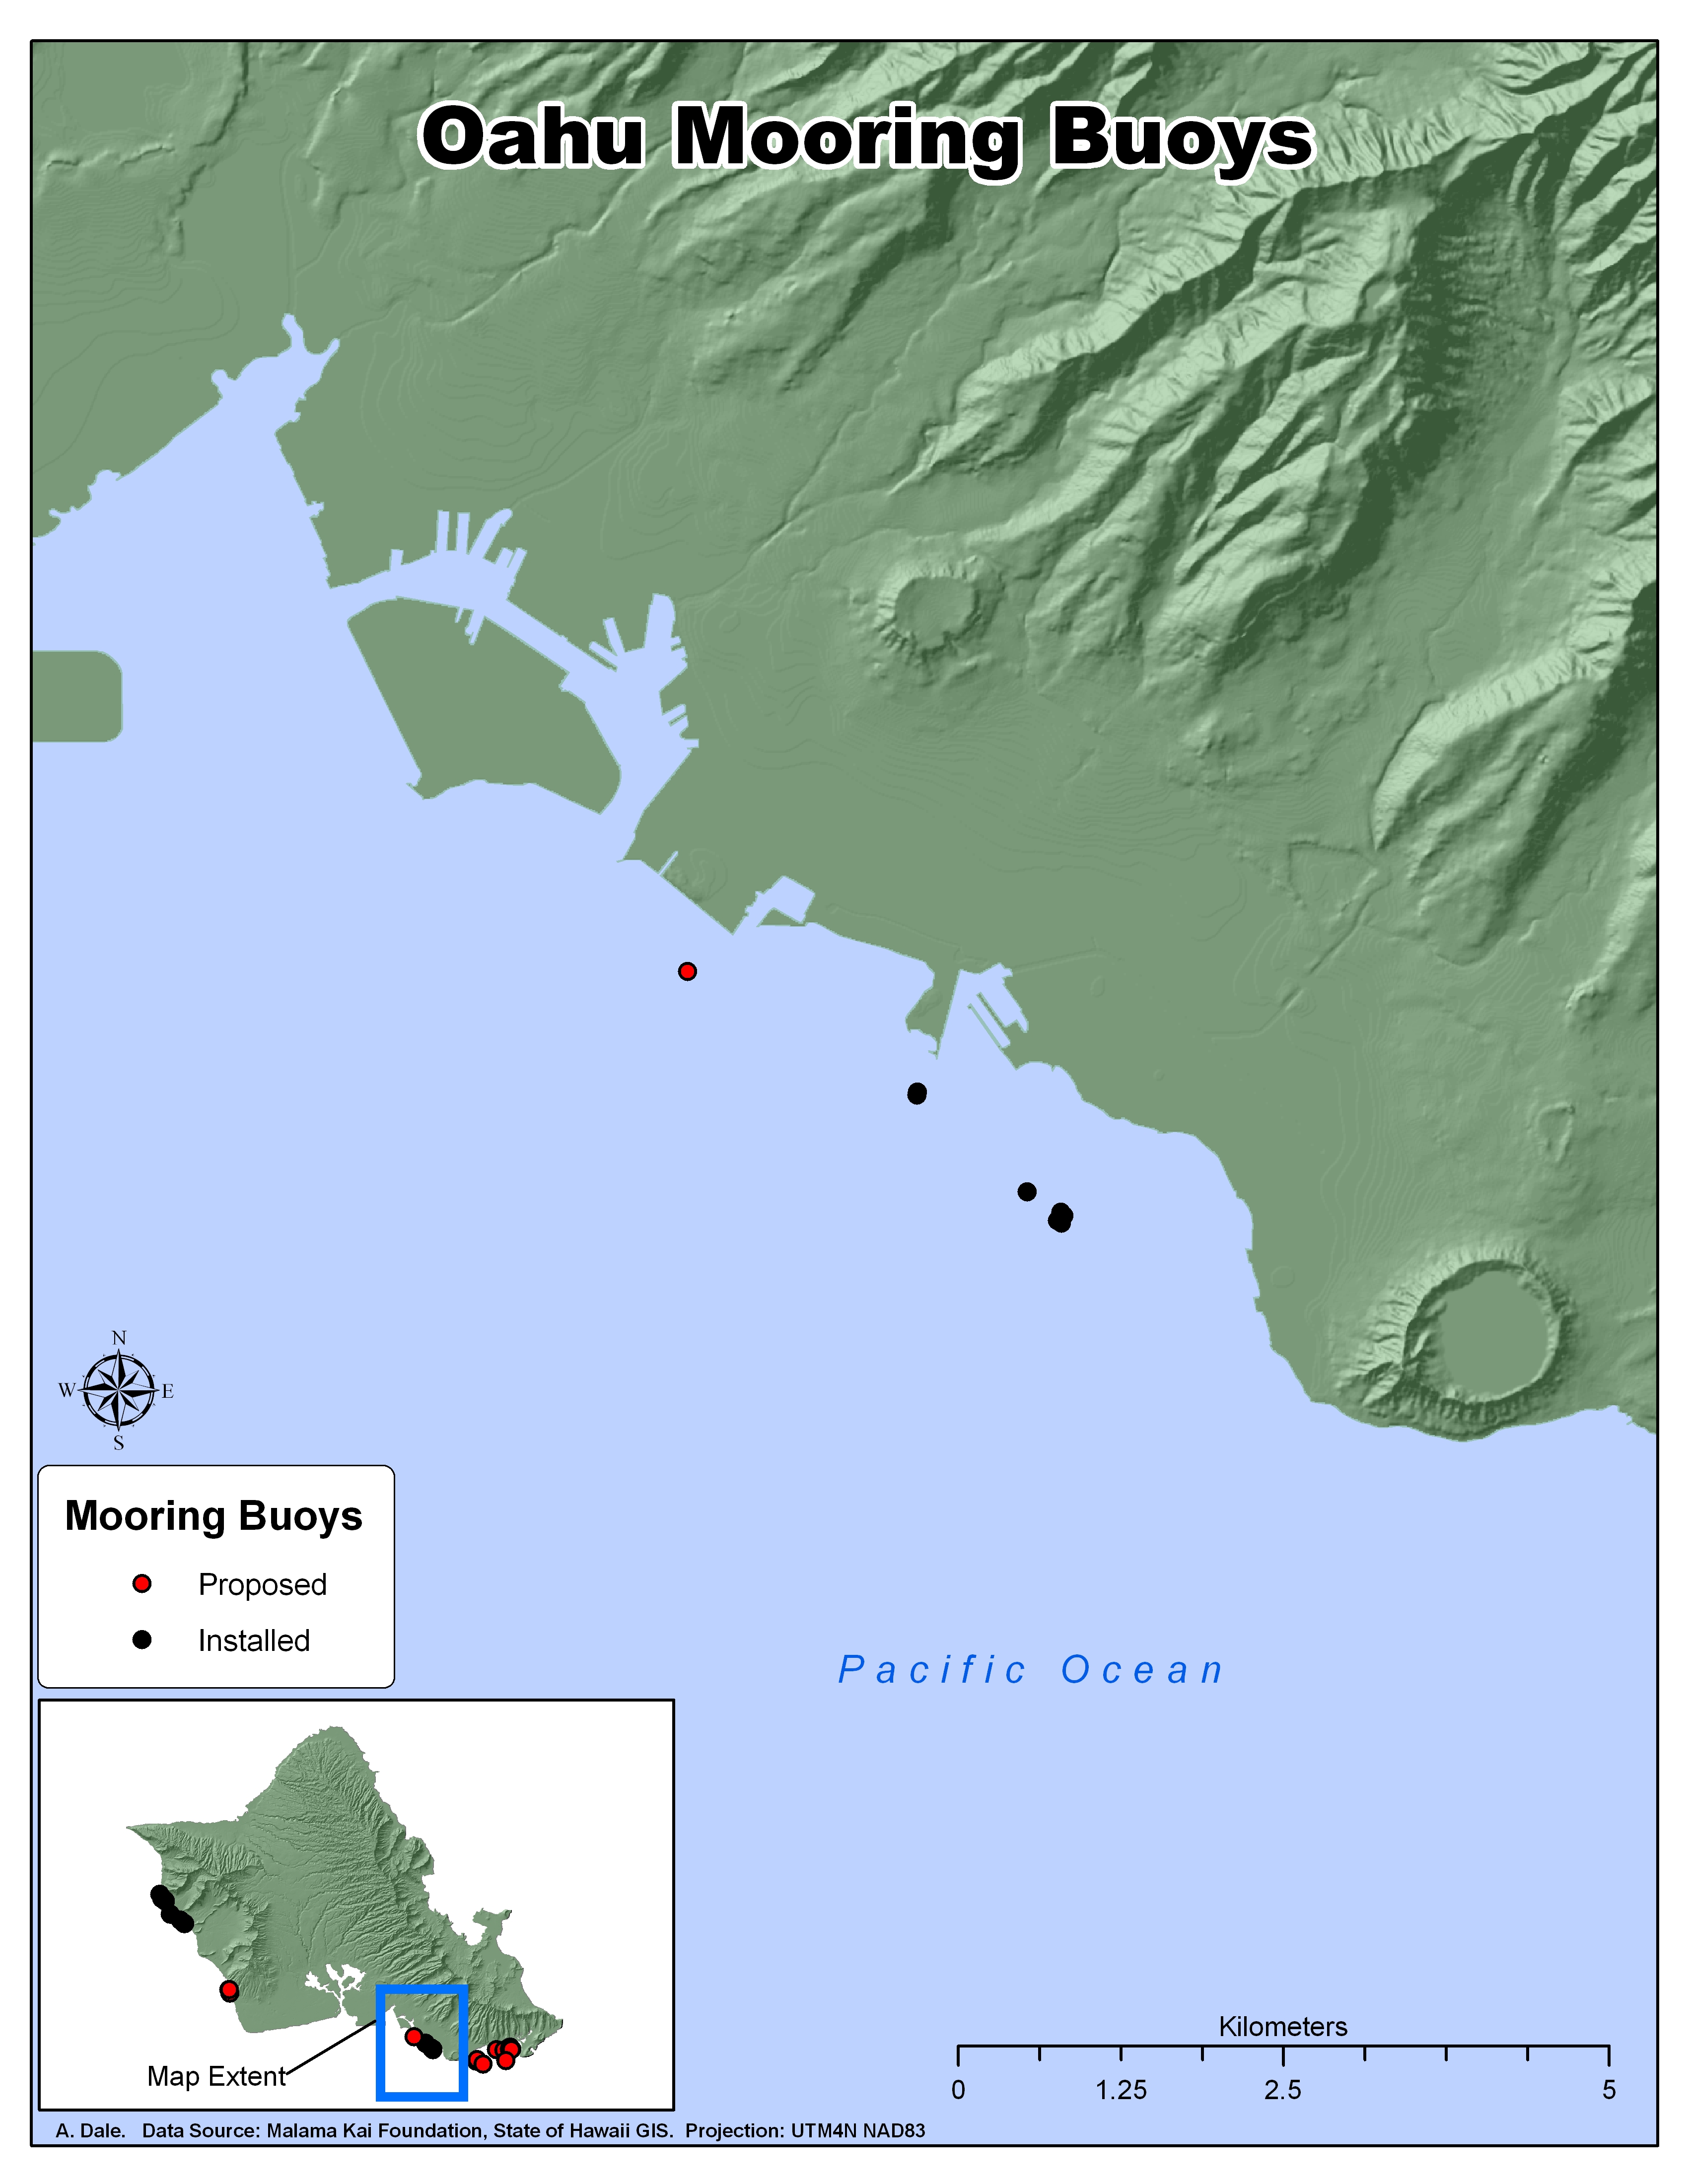 Oahu Mooring Buoys
N
W E
S
Mooring Buoys
Proposed
Installed
Pacific Ocean
Map Extent
Kilometers
0 1.25 2.5 5
A. Dale. Data Source: Malama Kai Foundation, State of Hawaii GIS. Projection: UTM4N NAD83